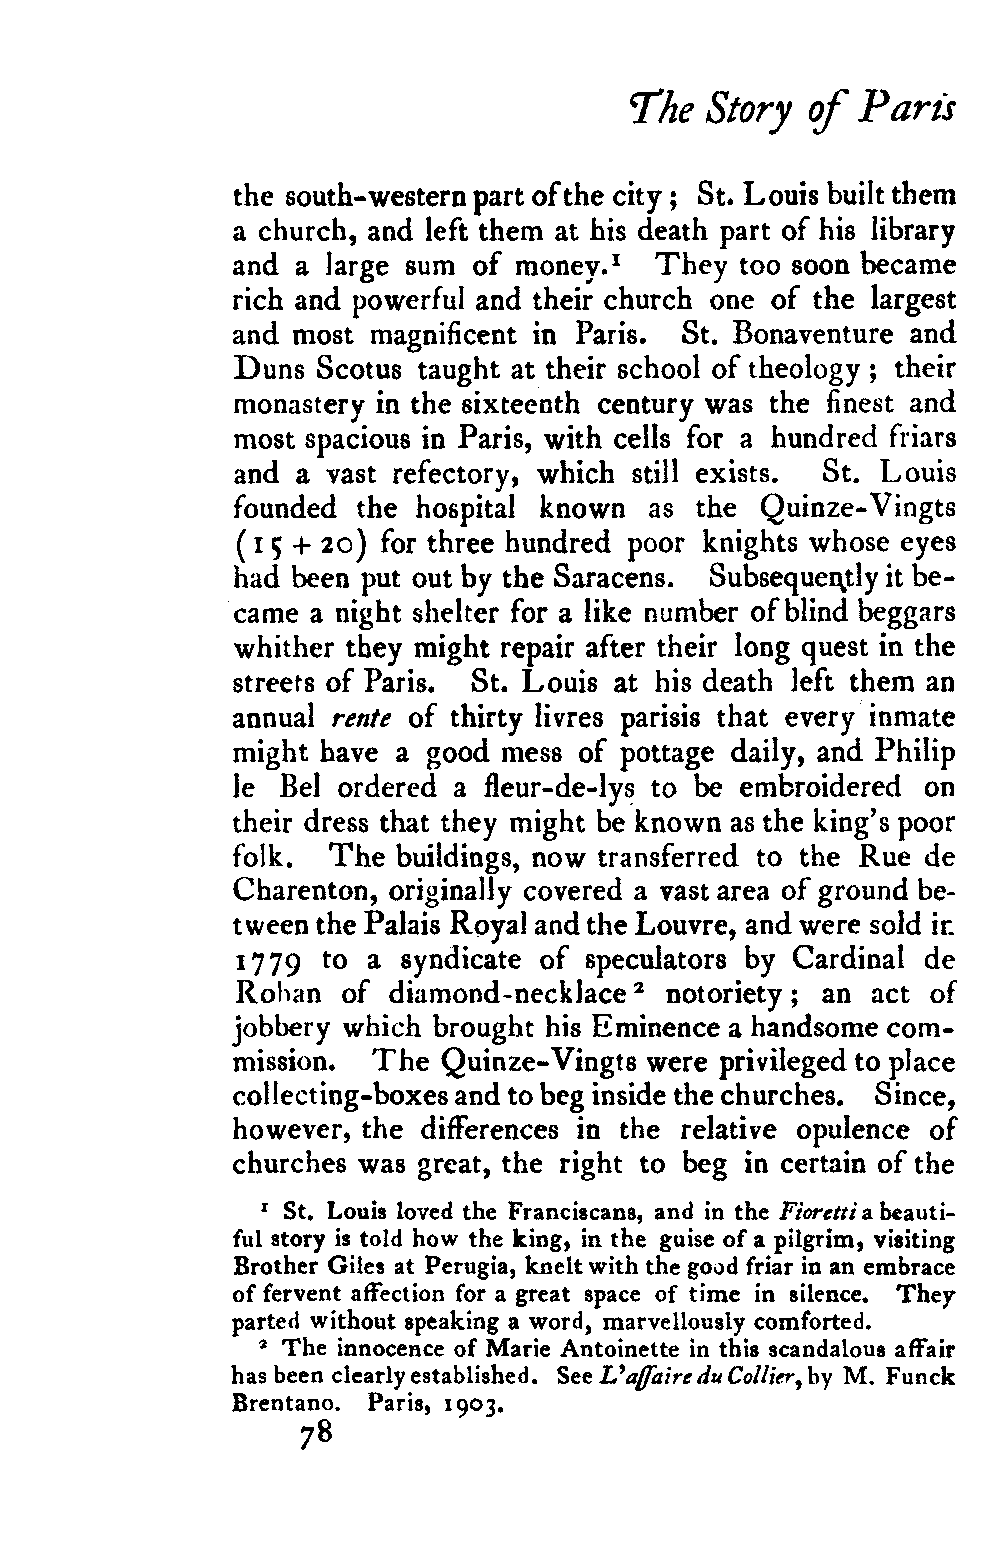 The Story of Paris
the south-western part of the city ; St. Louis built them
a church, and left them at his death part of his library
and a large sum of money.¹ They too soon became
rich and powerful and their church one of the largest
and most magnificent in Paris. St. Bonaventure and
Duns Scotus taught at their school of theology ; their
monastery in the sixteenth century was the finest and
most spacious in Paris, with cells for a hundred friars
and a vast refectory, which still exists. St. Louis
founded the hospital known as the Quinze-Vingts
(15 + 20) for three hundred poor knights whose eyes
had been put out by the Saracens. Subsequently it be-
came a night shelter for a like number of blind beggars
whither they might repair after their long quest in the
streets of Paris. St. Louis at his death left them an
annual rente of thirty livres parisis that every inmate
might have a good mess of pottage daily, and Philip
le Bel ordered a fleur-de-lys to be embroidered on
their dress that they might be known as the king's poor
folk. The buildings, now transferred to the Rue de
Charenton, originally covered a vast area of ground be-
tween the Palais Royal and the Louvre, and were sold in
1779 to a syndicate of speculators by Cardinal de
Rohan of diamond-necklace ² notoriety ; an act of
jobbery which brought his Eminence a handsome com-
mission. The Quinze-Vingts were privileged to place
collecting-boxes and to beg inside the churches. Since,
however, the differences in the relative opulence of
churches was great, the right to beg in certain of the
¹ St. Louis loved the Franciscans, and in the Fioretti a beauti-
ful story is told how the king, in the guise of a pilgrim, visiting
Brother Giles at Perugia, knelt with the good friar in an embrace
of fervent affection for a great space of time in silence. They
parted without speaking a word, marvellously comforted.
² The innocence of Marie Antoinette in this scandalous affair
has been clearly established. See L'affaire du Collier, by M. Funck
Brentano. Paris, 1903.
78